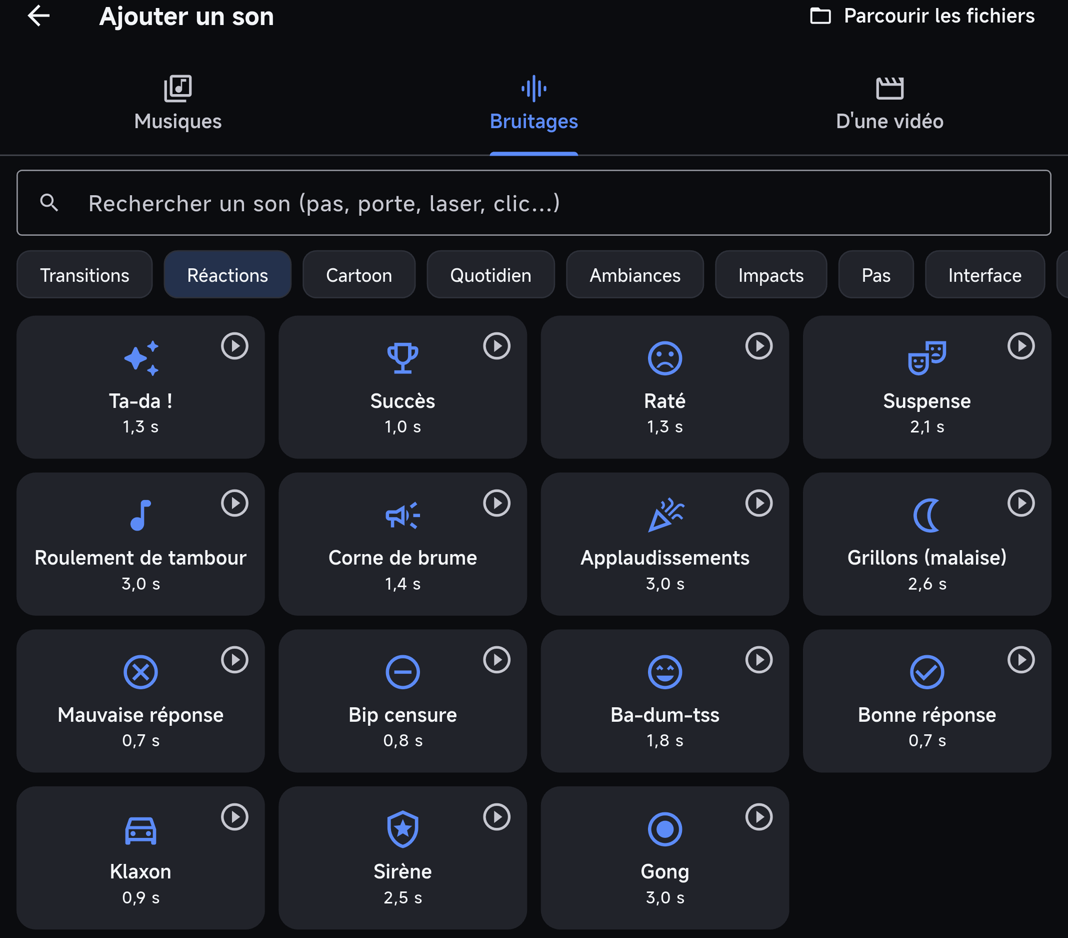 Ajouter un son
Parcourir les fichiers
Musiques
Bruitages
D'une vidéo
Rechercher un son (pas, porte, laser, clic...)
Transitions
Réactions
Cartoon
Quotidien
Ambiances
Impacts
Pas
Interface
Ta-da !
1,3 s
Succès
1,0 s
Raté
1,3 s
Suspense
2,1 s
Roulement de tambour
3,0 s
Corne de brume
1,4 s
Applaudissements
3,0 s
Grillons (malaise)
2,6 s
Mauvaise réponse
0,7 s
Bip censure
0,8 s
Ba-dum-tss
1,8 s
Bonne réponse
0,7 s
Klaxon
0,9 s
Sirène
2,5 s
Gong
3,0 s